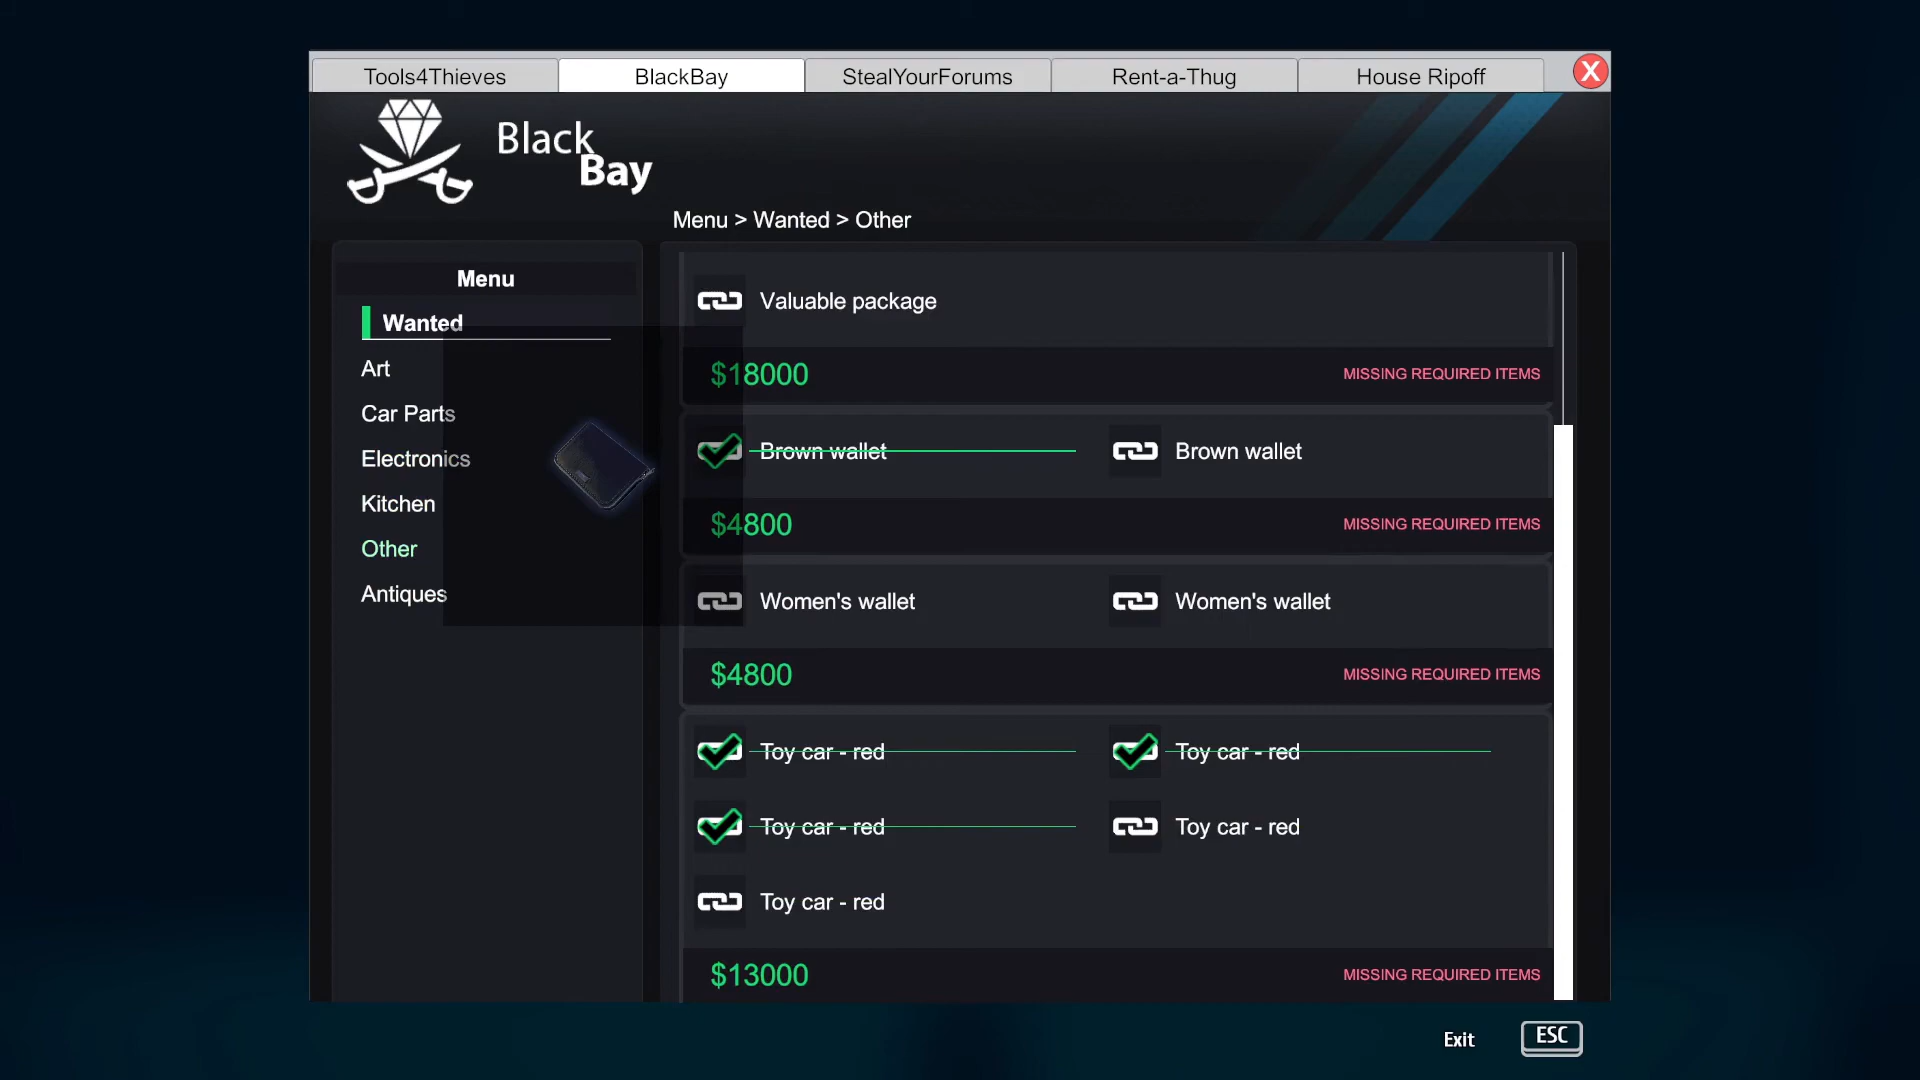 Tools4Thieves BlackBay StealYourForums Rent-a-Thug House Ripoff X
Black
Bay
Menu > Wanted > Other
Menu
Wanted
Art
Car Parts
Electronics
Kitchen
Other
Antiques
Valuable package
$18000 MISSING REQUIRED ITEMS
Brown wallet Brown wallet
$4800 MISSING REQUIRED ITEMS
Women's wallet Women's wallet
$4800 MISSING REQUIRED ITEMS
Toy car - red Toy car - red
Toy car - red Toy car - red
Toy car - red
$13000 MISSING REQUIRED ITEMS
Exit ESC